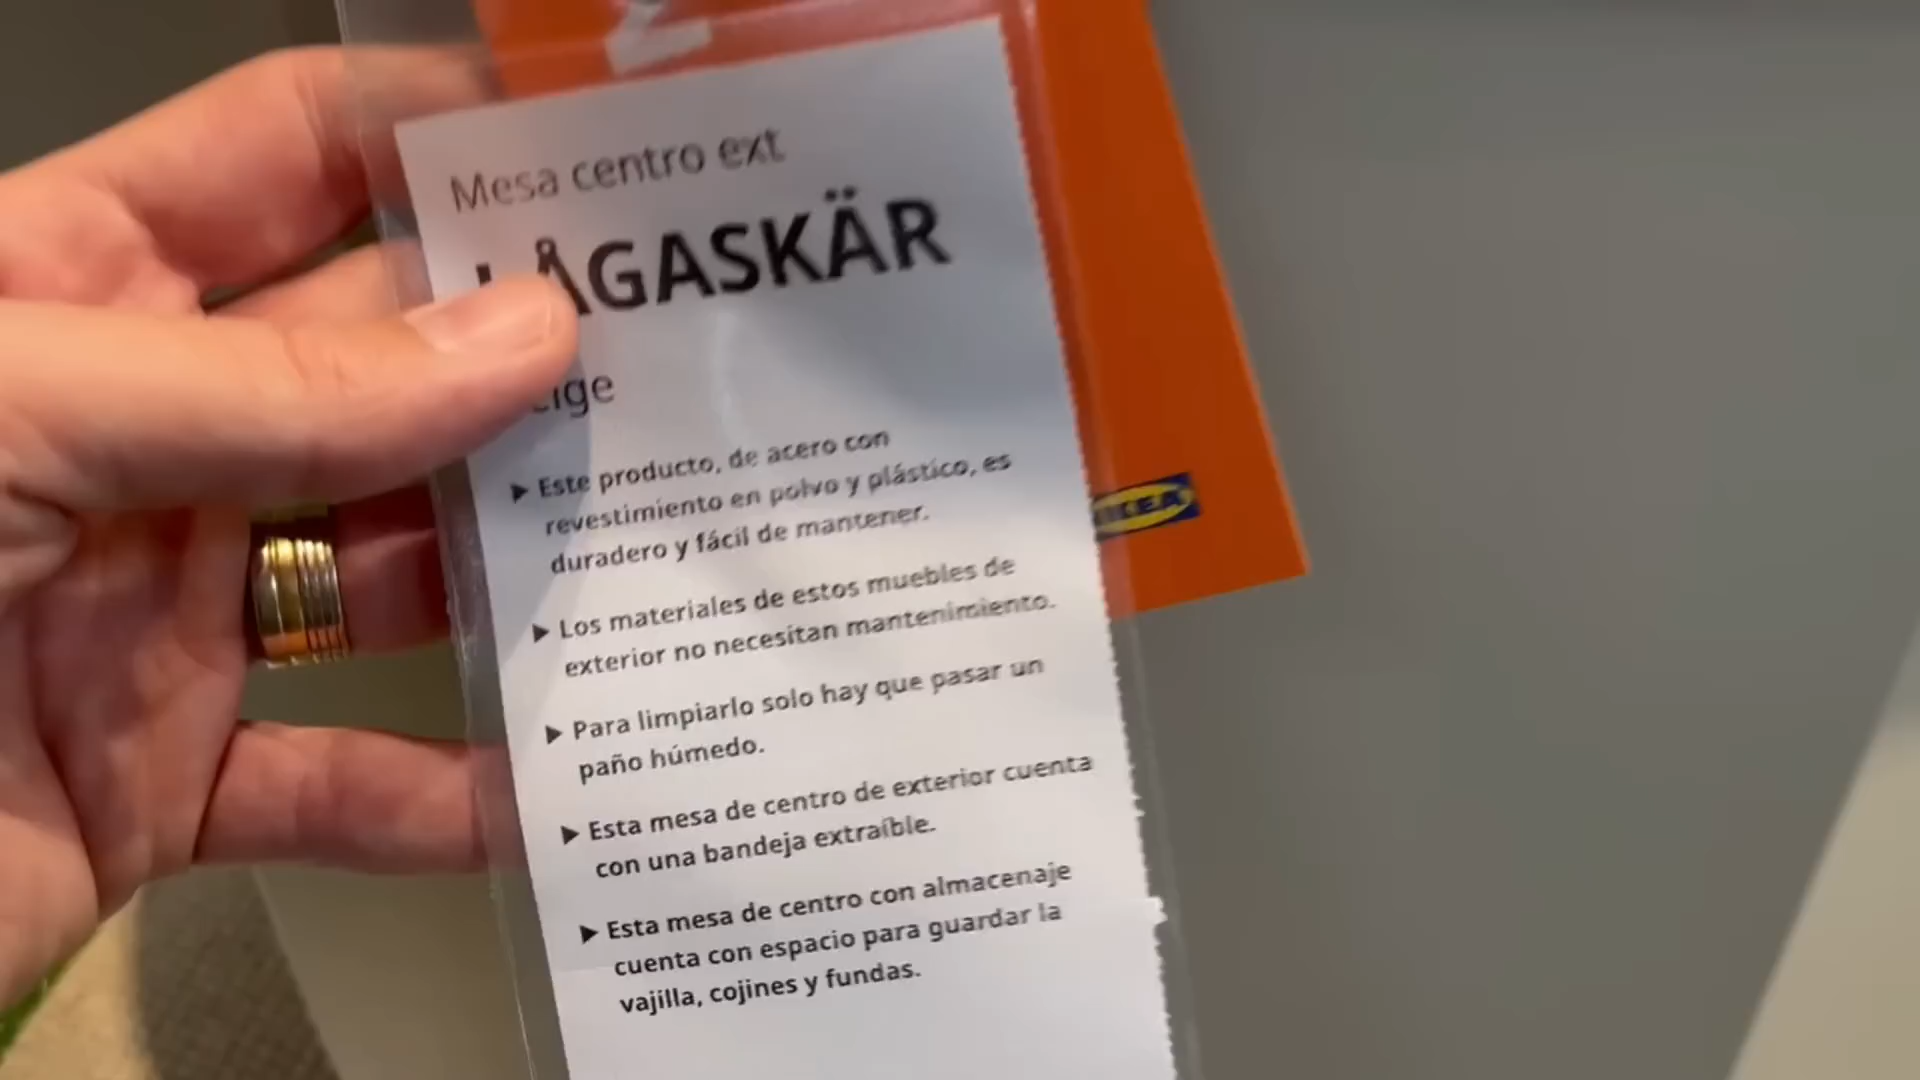 Mesa centro ext
LÅGASKÄR
▶ Este producto, de acero con
revestimiento en polvo y plástico, es
duradero y fácil de mantener.
▶ Los materiales de estos muebles de
exterior no necesitan mantenimiento.
▶ Para limpiarlo solo hay que pasar un
paño húmedo.
▶ Esta mesa de centro de exterior cuenta
con una bandeja extraíble.
▶ Esta mesa de centro con almacenaje
cuenta con espacio para guardar la
vajilla, cojines y fundas.
IKEA